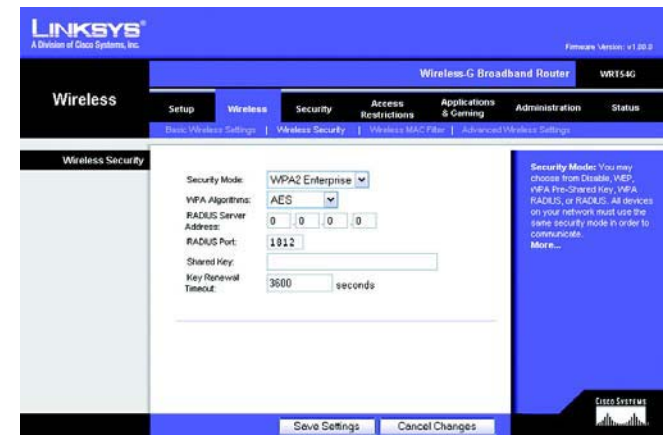 LINKSYS®
A Division of Cisco Systems, Inc.
Firmware Version: v1.00.0
Wireless-G Broadband Router WRT54G
Wireless
Setup Wireless Security Access Restrictions Applications & Gaming Administration Status
Basic Wireless Settings | Wireless Security | Wireless MAC Filter | Advanced Wireless Settings
Wireless Security
Security Mode: WPA2 Enterprise
WPA Algorithms: AES
RADIUS Server Address: 0 . 0 . 0 . 0
RADIUS Port: 1812
Shared Key:
Key Renewal Timeout: 3600 seconds
Security Mode: You may
choose from Disable, WEP,
WPA Pre-Shared Key, WPA
RADIUS, or RADIUS. All devices
on your network must use the
same security mode in order to
communicate.
More...
Save Settings Cancel Changes
CISCO SYSTEMS